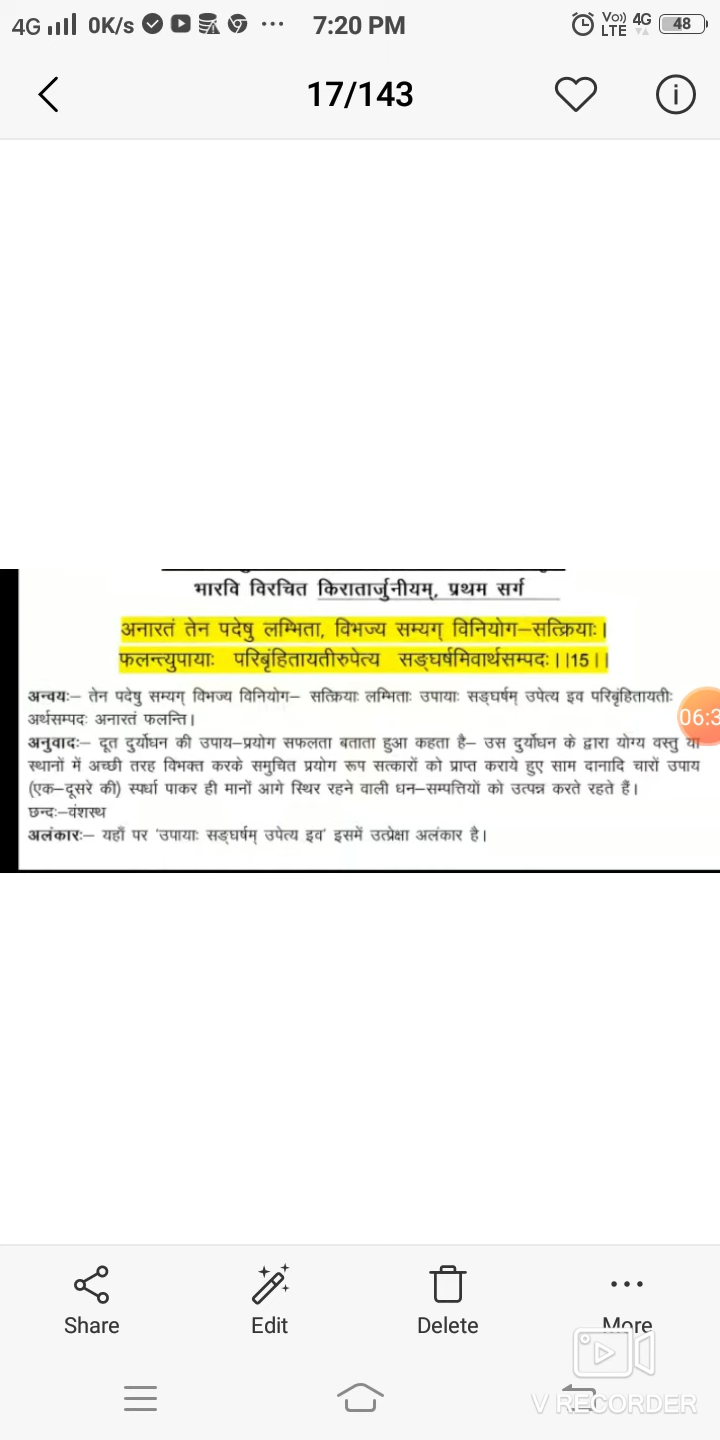 4G 0K/s ... 7:20 PM Vo)) LTE 4G 48
17/143
भारवि विरचित किरातार्जुनीयम्, प्रथम सर्ग
अनारतं तेन पदेषु लम्भिता, विभज्य सम्यग् विनियोग–सत्क्रियाः।
फलन्त्युपायाः परिबृंहितायतीरुपेत्य सङ्घर्षमिवार्थसम्पदः।।15।।
अन्वयः– तेन पदेषु सम्यग् विभज्य विनियोग– सत्क्रिया लम्भिताः उपायाः सङ्घर्षम् उपेत्य इव परिबृंहितायतीः
अर्थसम्पदः अनारतं फलन्ति।
06:3
अनुवादः– दूत दुर्योधन की उपाय–प्रयोग सफलता बताता हुआ कहता है– उस दुर्योधन के द्वारा योग्य वस्तु या
स्थानों में अच्छी तरह विभक्त करके समुचित प्रयोग रूप सत्कारों को प्राप्त कराये हुए साम दानादि चारों उपाय
(एक–दूसरे की) स्पर्धा पाकर ही मानों आगे स्थिर रहने वाली धन–सम्पत्तियों को उत्पन्न करते रहते हैं।
छन्दः–वंशस्थ
अलंकारः– यहाँ पर 'उपायाः सङ्घर्षम् उपेत्य इव' इसमें उत्प्रेक्षा अलंकार है।
Share Edit Delete More
V RECORDER